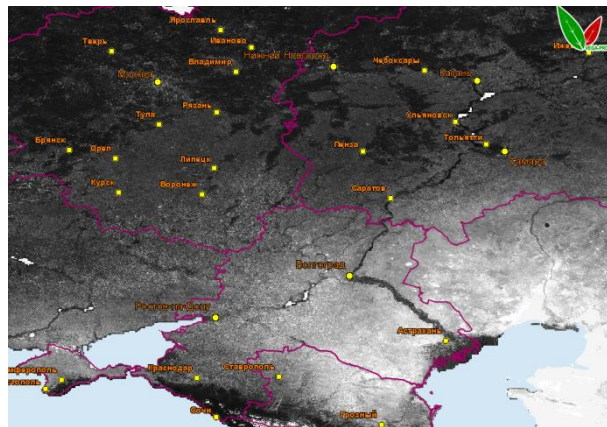 Ярославль
Иваново
Тверь
Владимир
Нижний Новгород
Чебоксары
Казань
Москва
Рязань
Тула
Ульяновск
Тольятти
Самара
Брянск
Орел
Липецк
Пенза
Курск
Воронеж
Саратов
Волгоград
Ростов-на-Дону
Астрахань
Краснодар
Ставрополь
Сочи
Грозный